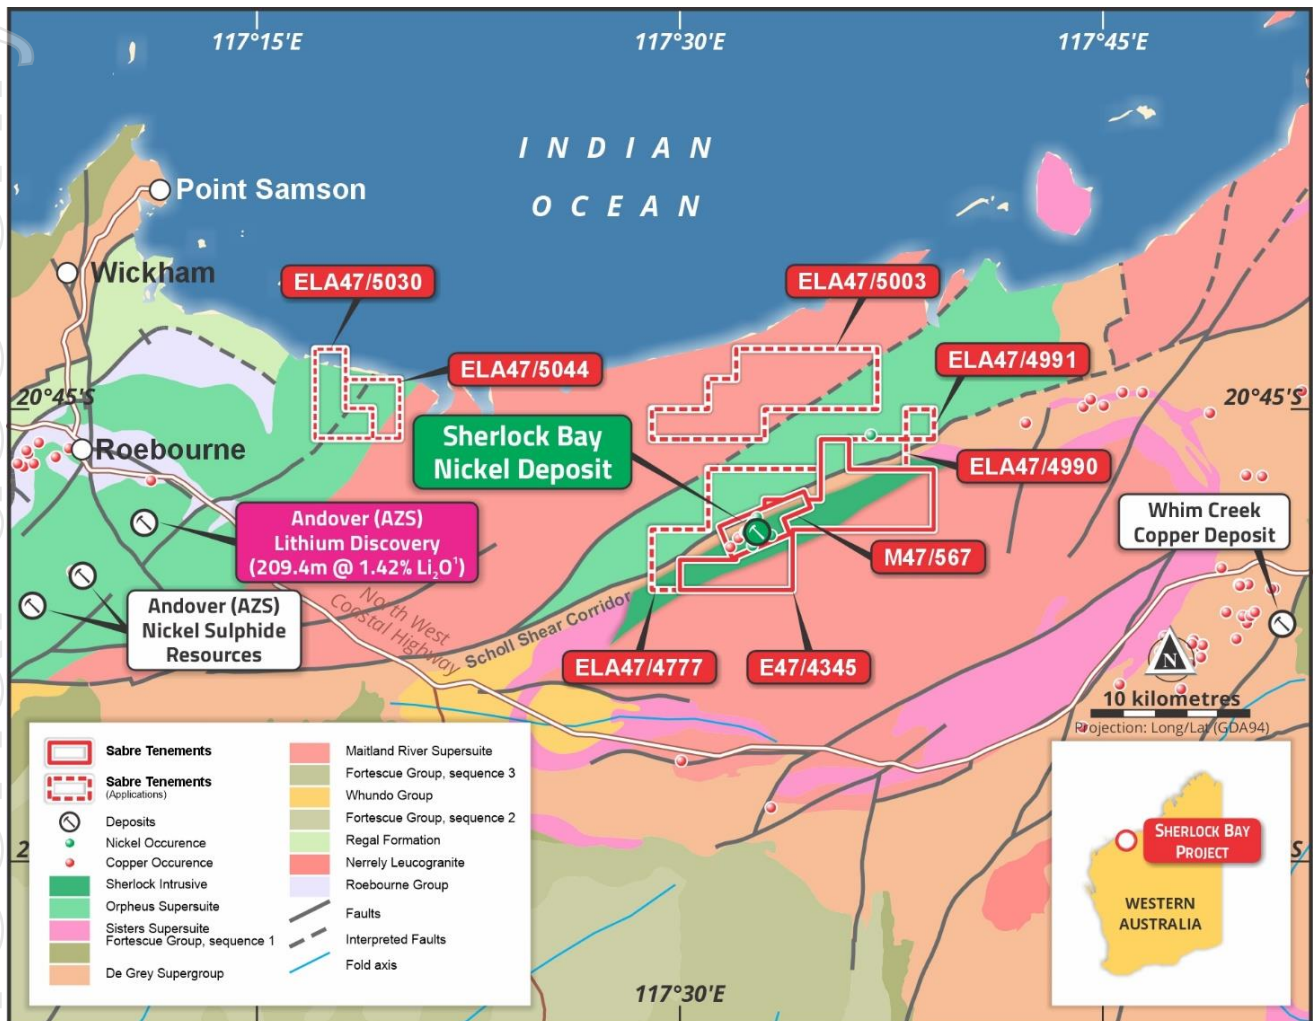 117°15'E
117°30'E
117°45'E
INDIAN
OCEAN
Point Samson
Wickham
ELA47/5030
ELA47/5003
ELA47/5044
ELA47/4991
20°45'S
20°45'S
Sherlock Bay
Nickel Deposit
Roebourne
ELA47/4990
Andover (AZS)
Lithium Discovery
(209.4m @ 1.42% Li₂O¹)
Whim Creek
Copper Deposit
M47/567
Andover (AZS)
Nickel Sulphide
Resources
North West
Coastal Highway
Scholl Shear Corridor
ELA47/4777
E47/4345
N
10 kilometres
Projection: Long/Lat (GDA94)
Sabre Tenements
Sabre Tenements
(Applications)
Deposits
Nickel Occurence
Copper Occurence
Sherlock Intrusive
Orpheus Supersuite
Sisters Supersuite
Fortescue Group, sequence 1
De Grey Supergroup
Maitland River Supersuite
Fortescue Group, sequence 3
Whundo Group
Fortescue Group, sequence 2
Regal Formation
Nerrely Leucogranite
Roebourne Group
Faults
Interpreted Faults
Fold axis
2
S
SHERLOCK BAY
PROJECT
WESTERN
AUSTRALIA
117°30'E